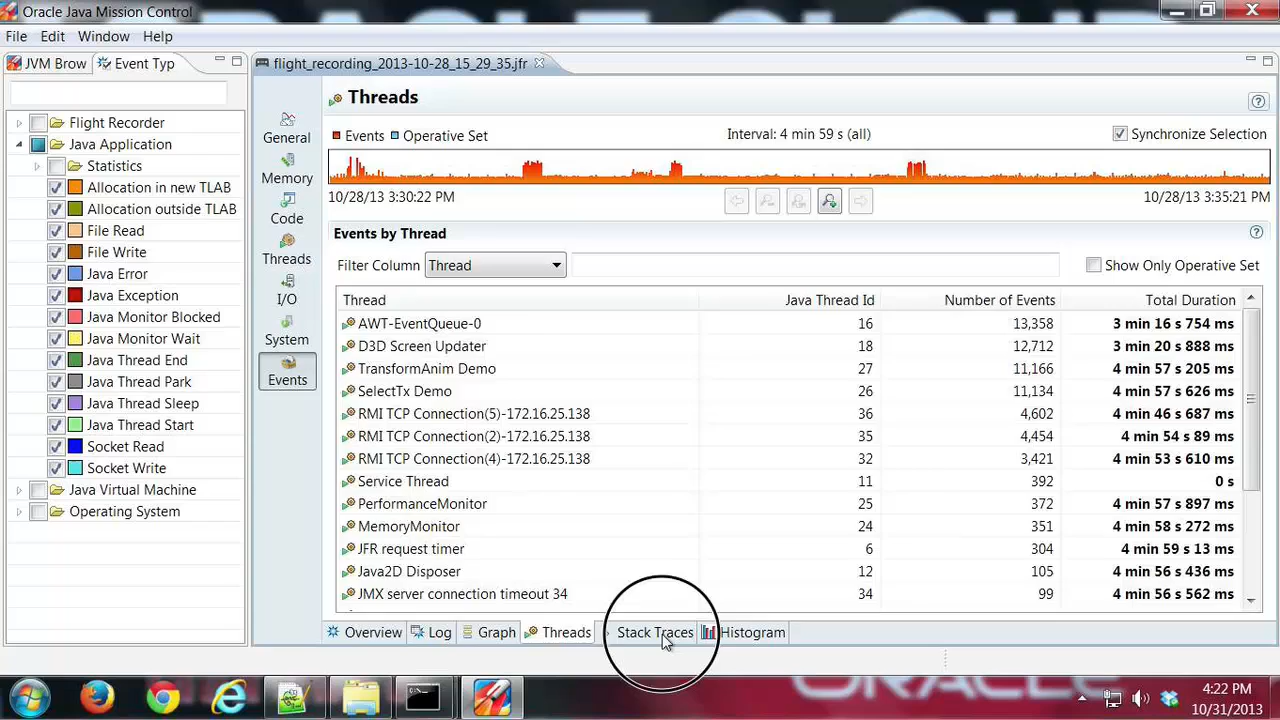 Oracle Java Mission Control
File Edit Window Help
JVM Brow Event Typ
flight_recording_2013-10-28_15_29_35.jfr
Flight Recorder
Java Application
Statistics
Allocation in new TLAB
Allocation outside TLAB
File Read
File Write
Java Error
Java Exception
Java Monitor Blocked
Java Monitor Wait
Java Thread End
Java Thread Park
Java Thread Sleep
Java Thread Start
Socket Read
Socket Write
Java Virtual Machine
Operating System
General
Memory
Code
Threads
I/O
System
Events
Threads
Events Operative Set Interval: 4 min 59 s (all) Synchronize Selection
10/28/13 3:30:22 PM 10/28/13 3:35:21 PM
Events by Thread
Filter Column Thread Show Only Operative Set
Thread Java Thread Id Number of Events Total Duration
AWT-EventQueue-0 16 13,358 3 min 16 s 754 ms
D3D Screen Updater 18 12,712 3 min 20 s 888 ms
TransformAnim Demo 27 11,166 4 min 57 s 205 ms
SelectTx Demo 26 11,134 4 min 57 s 626 ms
RMI TCP Connection(5)-172.16.25.138 36 4,602 4 min 46 s 687 ms
RMI TCP Connection(2)-172.16.25.138 35 4,454 4 min 54 s 89 ms
RMI TCP Connection(4)-172.16.25.138 32 3,421 4 min 53 s 610 ms
Service Thread 11 392 0 s
PerformanceMonitor 25 372 4 min 57 s 897 ms
MemoryMonitor 24 351 4 min 58 s 272 ms
JFR request timer 6 304 4 min 59 s 13 ms
Java2D Disposer 12 105 4 min 56 s 436 ms
JMX server connection timeout 34 34 99 4 min 56 s 562 ms
Overview Log Graph Threads Stack Traces Histogram
ORACLE
4:22 PM
10/31/2013